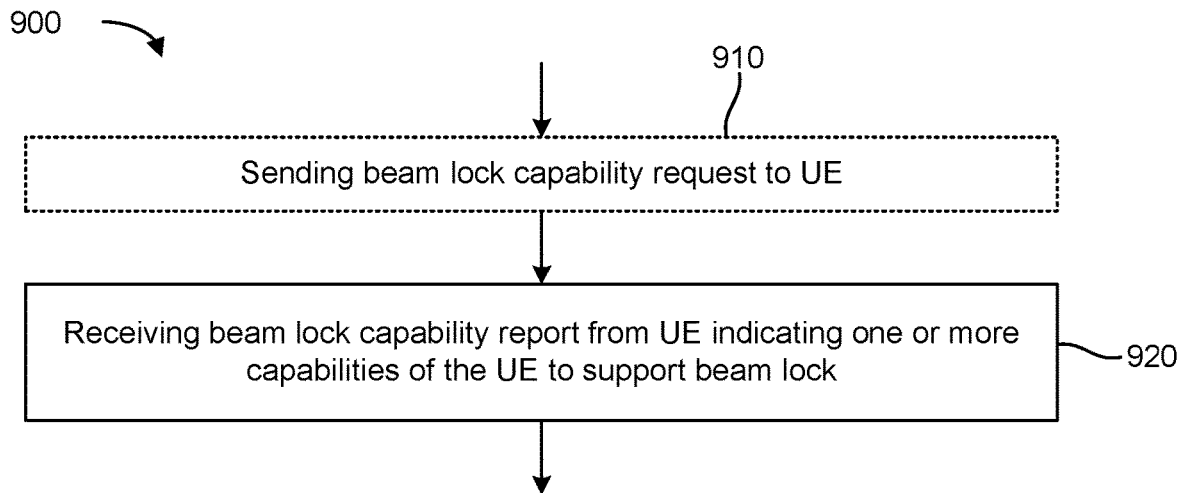 900
910
Sending beam lock capability request to UE
Receiving beam lock capability report from UE indicating one or more
capabilities of the UE to support beam lock
920